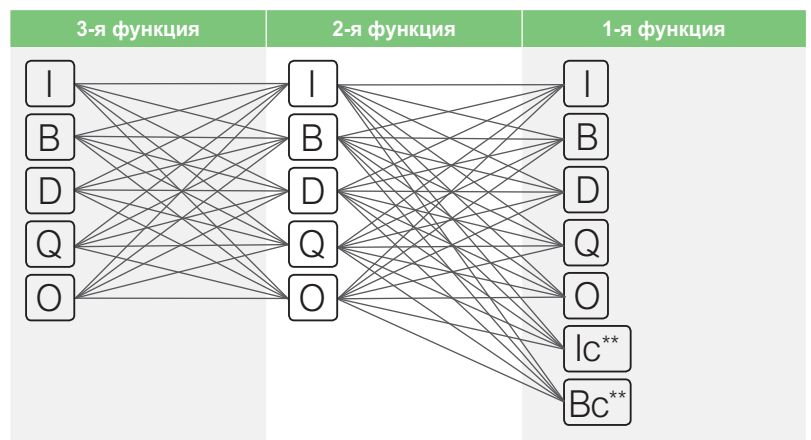 3-я функция 2-я функция 1-я функция
I I I
B B B
D D D
Q Q Q
O O O
Ic**
Bc**